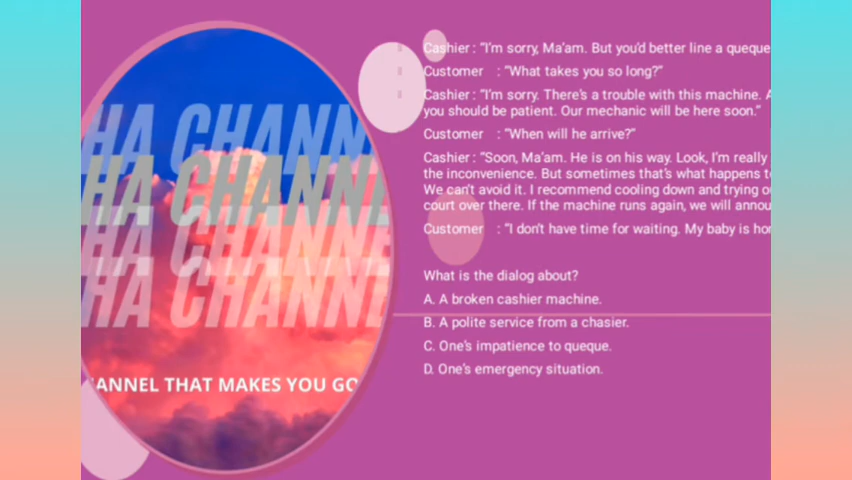 HA CHANN
HA CHANNE
HA CHANNE
HA CHANNE
ANNEL THAT MAKES YOU GO
Cashier : “I’m sorry, Ma’am. But you’d better line a queque
Customer : “What takes you so long?”
Cashier : “I’m sorry. There’s a trouble with this machine. A
you should be patient. Our mechanic will be here soon.”
Customer : “When will he arrive?”
Cashier : “Soon, Ma’am. He is on his way. Look, I’m really
the inconvenience. But sometimes that’s what happens t
We can’t avoid it. I recommend cooling down and trying o
court over there. If the machine runs again, we will annou
Customer : “I don’t have time for waiting. My baby is ho
What is the dialog about?
A. A broken cashier machine.
B. A polite service from a chasier.
C. One’s impatience to queque.
D. One’s emergency situation.